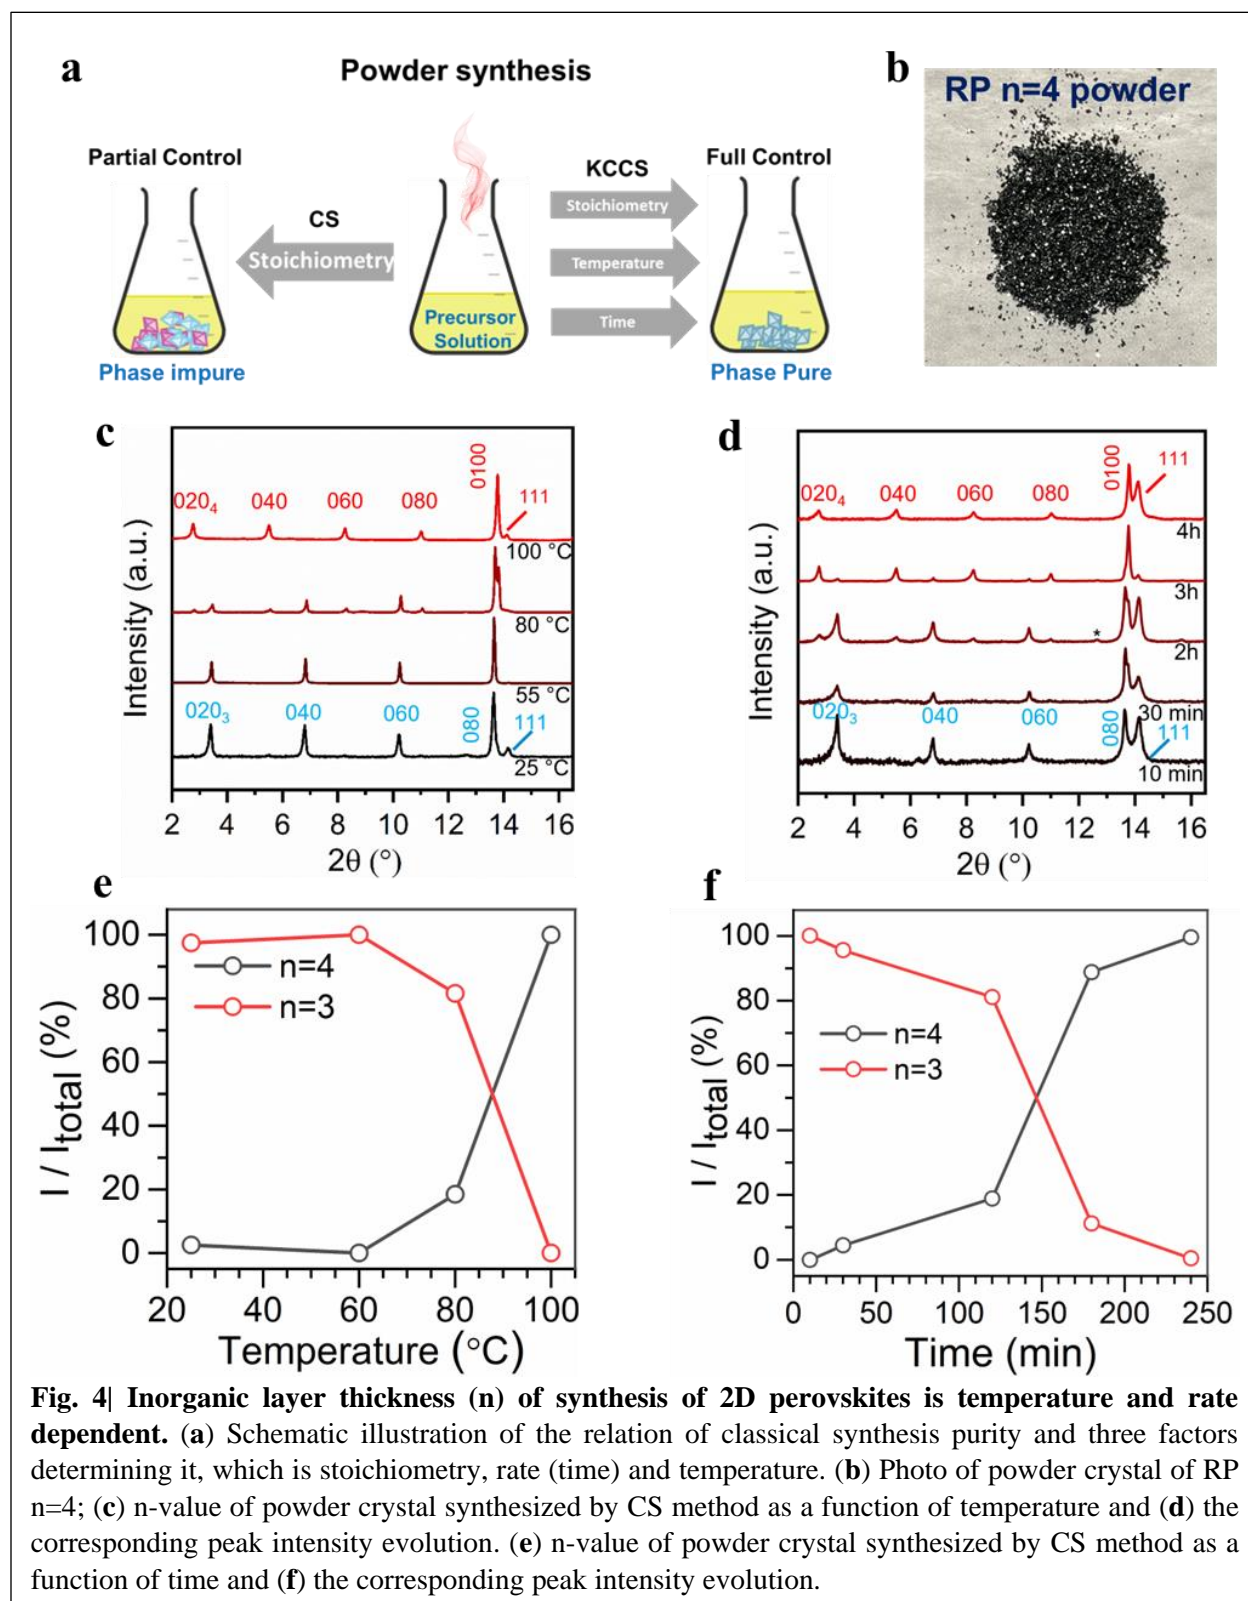 a
Powder synthesis
b
RP n=4 powder
Partial Control
KCCS
Full Control
CS
Stoichiometry
Stoichiometry
Temperature
Time
Precursor
Solution
Phase impure
Phase Pure
c
Intensity (a.u.)
020₄ 040 060 080 0100 111
100 °C
80 °C
55 °C
020₃ 040 060 080 111
25 °C
2 4 6 8 10 12 14 16
2θ (°)
d
Intensity (a.u.)
020₄ 040 060 080 0100 111
4h
3h
*
2h
30 min
020₃ 040 060 080 111
10 min
2 4 6 8 10 12 14 16
2θ (°)
e
I / Itotal (%)
100
80
60
40
20
0
n=4
n=3
20 40 60 80 100
Temperature (°C)
f
I / Itotal (%)
100
80
60
40
20
0
n=4
n=3
0 50 100 150 200 250
Time (min)
Fig. 4| Inorganic layer thickness (n) of synthesis of 2D perovskites is temperature and rate
dependent. (a) Schematic illustration of the relation of classical synthesis purity and three factors
determining it, which is stoichiometry, rate (time) and temperature. (b) Photo of powder crystal of RP
n=4; (c) n-value of powder crystal synthesized by CS method as a function of temperature and (d) the
corresponding peak intensity evolution. (e) n-value of powder crystal synthesized by CS method as a
function of time and (f) the corresponding peak intensity evolution.